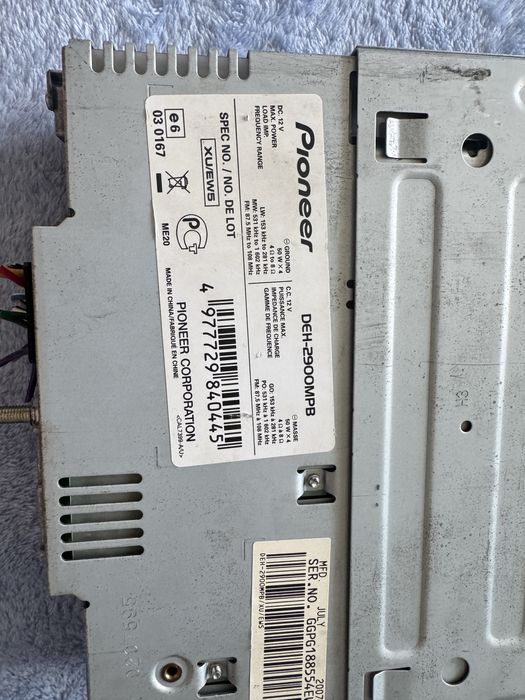 Pioneer
DEH-2900MPB
DC. 12 V ⊖ GROUND
MAX. POWER 50 W X 4
LOAD IMP. 4 Ω to 8 Ω
FREQUENCY RANGE LW: 153 kHz to 281 kHz
MW: 531 kHz to 1 602 kHz
FM: 87.5 MHz to 108 MHz
C.C. 12 V ⊖ MASSE
PUISSANCE MAX. 50 W X 4
IMPEDANCE DE CHARGE 4 Ω à 8 Ω
GAMME DE FREQUENCE GO: 153 kHz à 281 kHz
PO: 531 kHz à 1 602 kHz
FM: 87,5 MHz à 108 MHz
SPEC NO. / NO. DE LOT
XU/EW5
4 977729 840445
e6
03 0167
ME20
PIONEER CORPORATION
MADE IN CHINA/FABRIQUE EN CHINE
<CAL7399-A/U>
MFD. JULY 2007
SER.NO. GGPG188554
DEH-2900MPB/XU/EW5
H3